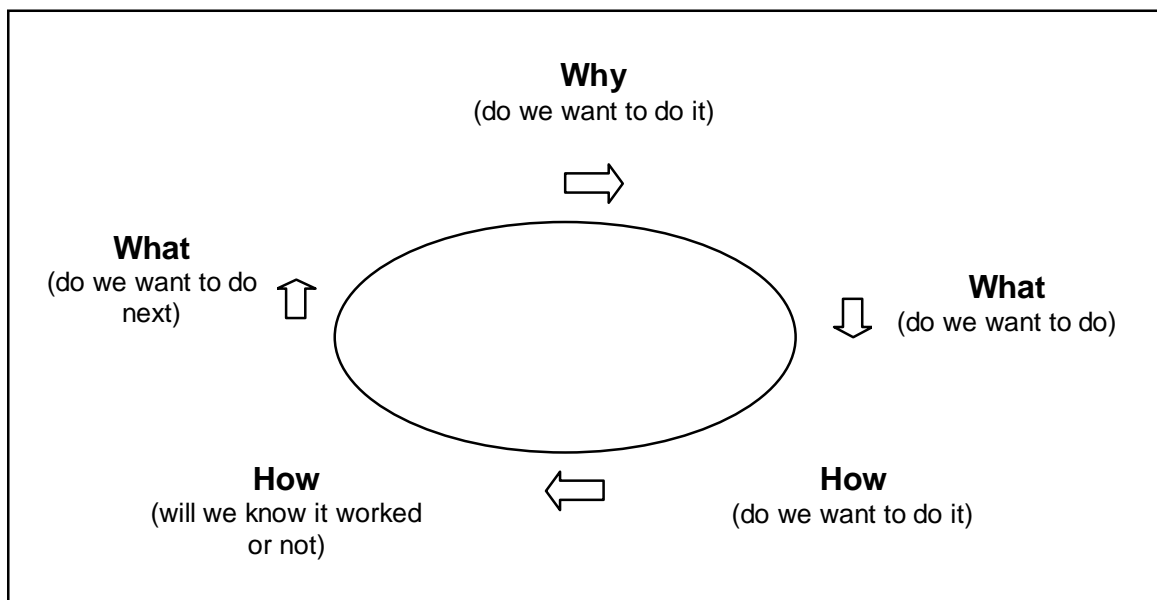 Why
(do we want to do it)
What
(do we want to do)
How
(do we want to do it)
How
(will we know it worked
or not)
What
(do we want to do
next)